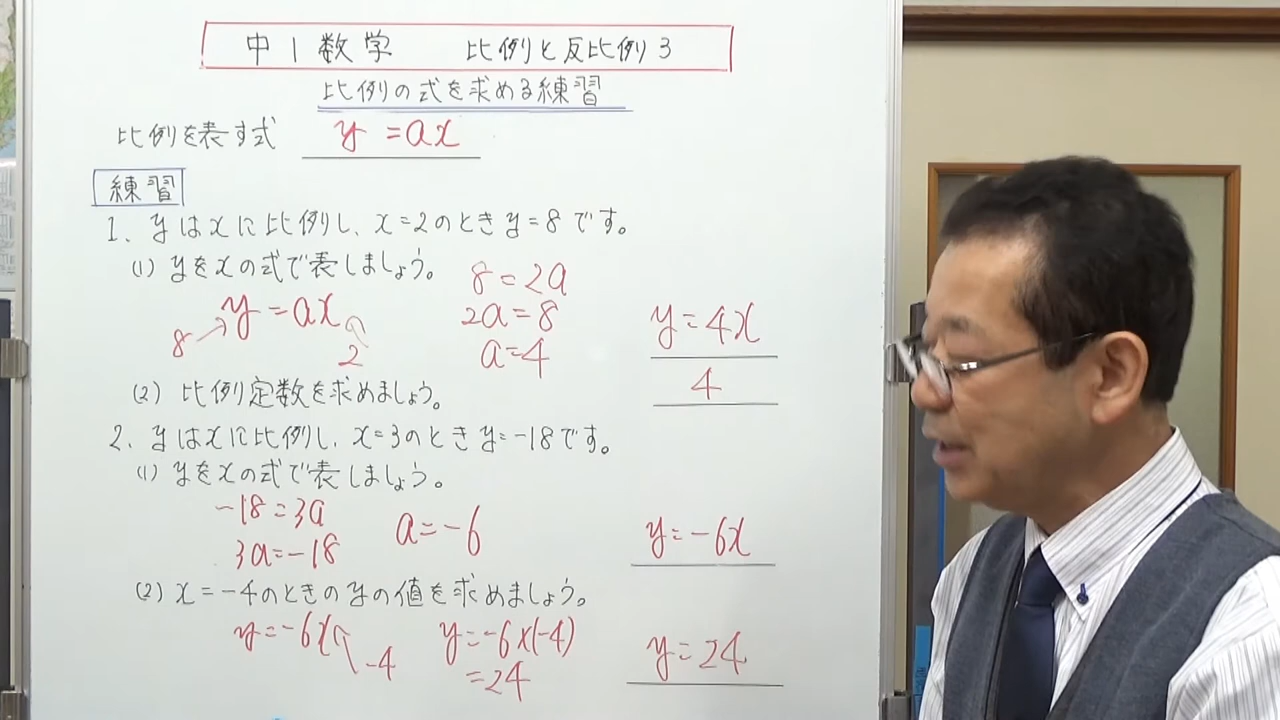 中1数学 比例と反比例3
比例の式を求める練習
比例を表す式 y=ax
練習
1. yはxに比例し、x=2のときy=8です。
(1) yをxの式で表しましょう。
y=ax
8
2
8=2a
2a=8
a=4
y=4x
(2) 比例定数を求めましょう。
4
2. yはxに比例し、x=3のときy=-18です。
(1) yをxの式で表しましょう。
-18=3a
3a=-18
a=-6
y=-6x
(2) x=-4のときのyの値を求めましょう。
y=-6x
-4
y=-6×(-4)
=24
y=24